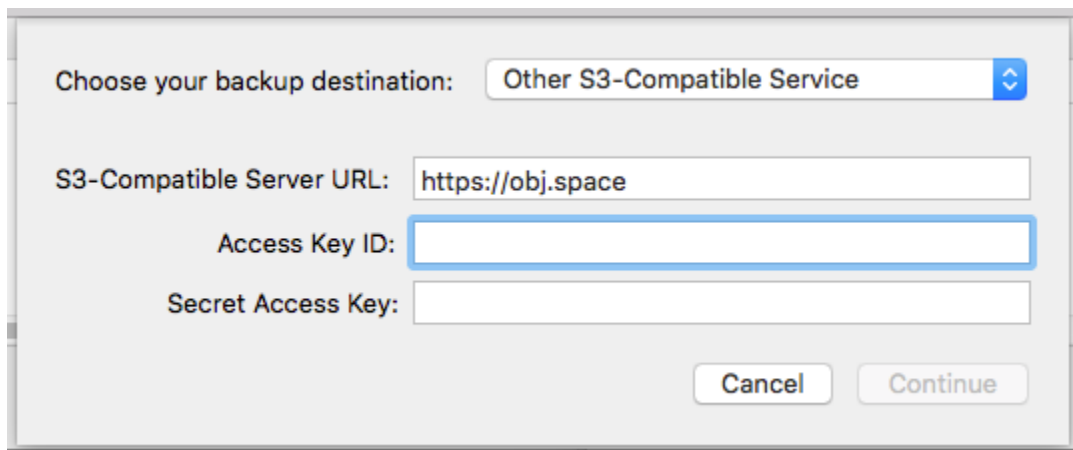 Choose your backup destination: Other S3-Compatible Service
S3-Compatible Server URL: https://obj.space
Access Key ID:
Secret Access Key:
Cancel Continue